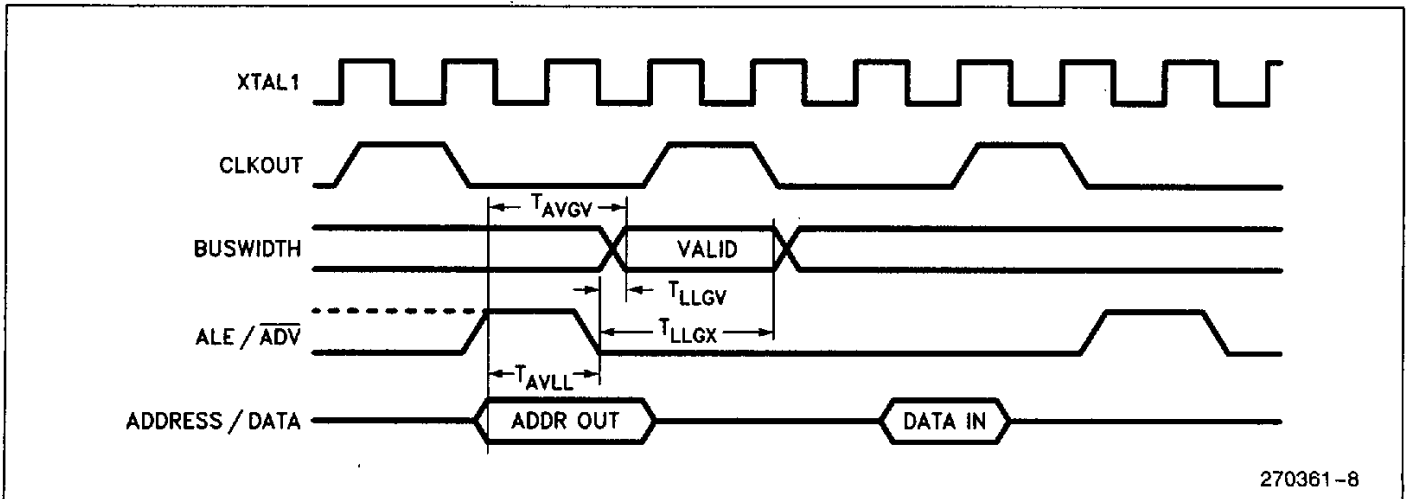 XTAL1
CLKOUT
TAVGV
BUSWIDTH
VALID
TLLGV
ALE / ADV
TLLGX
TAVLL
ADDRESS / DATA
ADDR OUT
DATA IN
270361-8